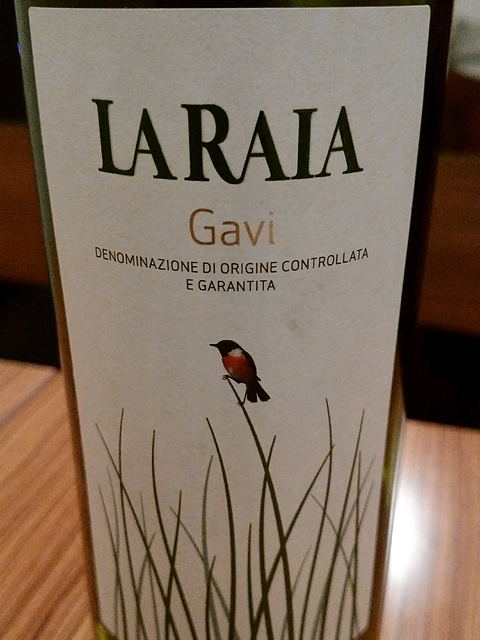 LA RAIA
Gavi
DENOMINAZIONE DI ORIGINE CONTROLLATA
E GARANTITA